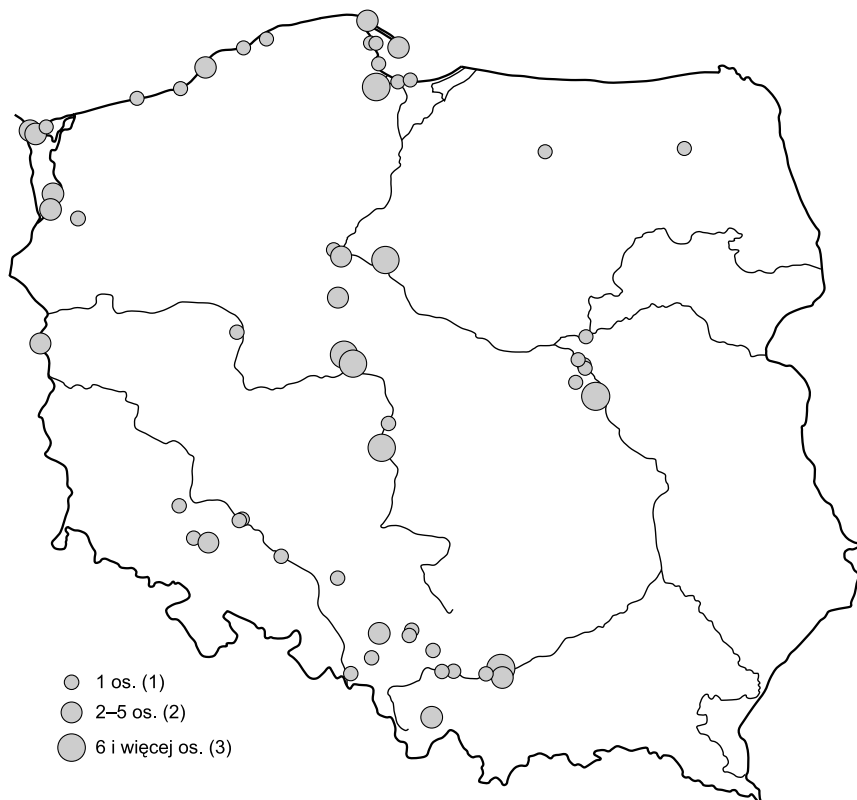 1 os. (1)
2–5 os. (2)
6 i więcej os. (3)